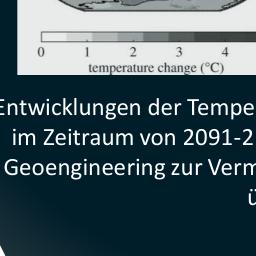 0 1 2 3 4
temperature change (°C)
Entwicklungen der Tempe
im Zeitraum von 2091-2
Geoengineering zur Verm
ü